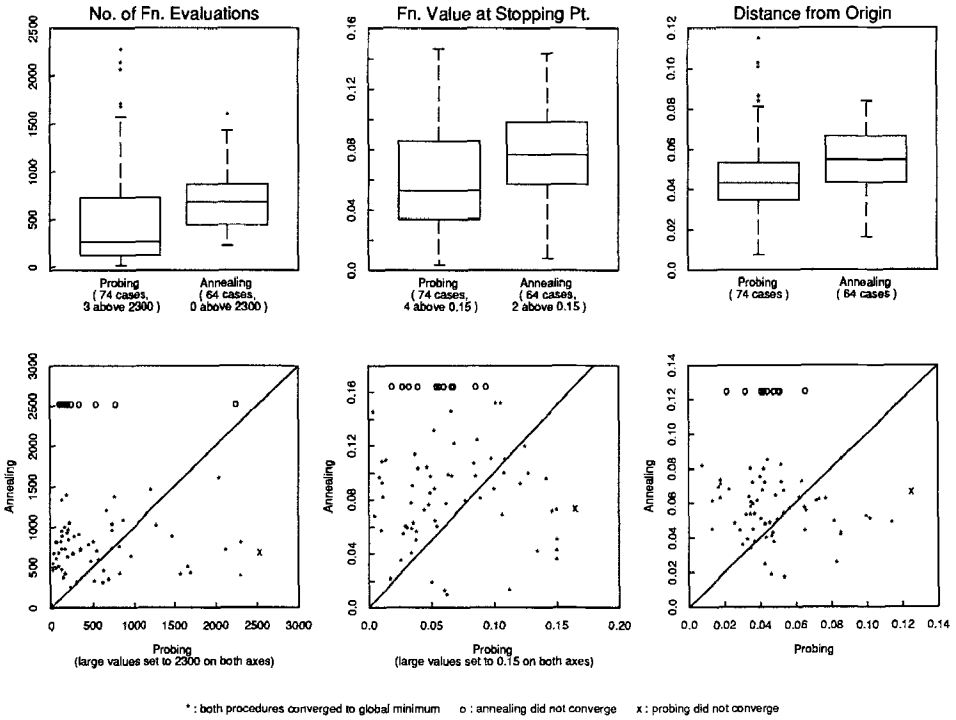 No. of Fn. Evaluations
2500
2000
1500
1000
500
0
Probing
( 74 cases,
3 above 2300 )
Annealing
( 64 cases,
0 above 2300 )
Fn. Value at Stopping Pt.
0.16
0.12
0.08
0.04
0.0
Probing
( 74 cases,
4 above 0.15 )
Annealing
( 64 cases,
2 above 0.15 )
Distance from Origin
0.12
0.10
0.08
0.06
0.04
0.02
0.0
Probing
( 74 cases )
Annealing
( 64 cases )
Annealing
3000
2500
2000
1500
1000
500
0
0 500 1000 1500 2000 2500 3000
Probing
(large values set to 2300 on both axes)
Annealing
0.16
0.12
0.08
0.04
0.0
0.0 0.05 0.10 0.15 0.20
Probing
(large values set to 0.15 on both axes)
Annealing
0.14
0.12
0.10
0.08
0.06
0.04
0.02
0.0
0.0 0.02 0.04 0.06 0.08 0.10 0.12 0.14
Probing
* : both procedures converged to global minimum o : annealing did not converge x : probing did not converge